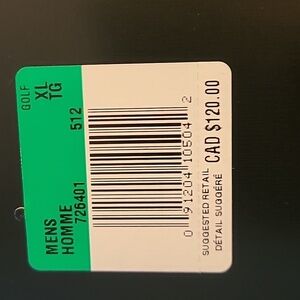 GOLF
XL
TG
MENS
HOMME
726401 512
0 91204 10504 2
SUGGESTED RETAIL
DÉTAIL SUGGÉRÉ
CAD $120.00